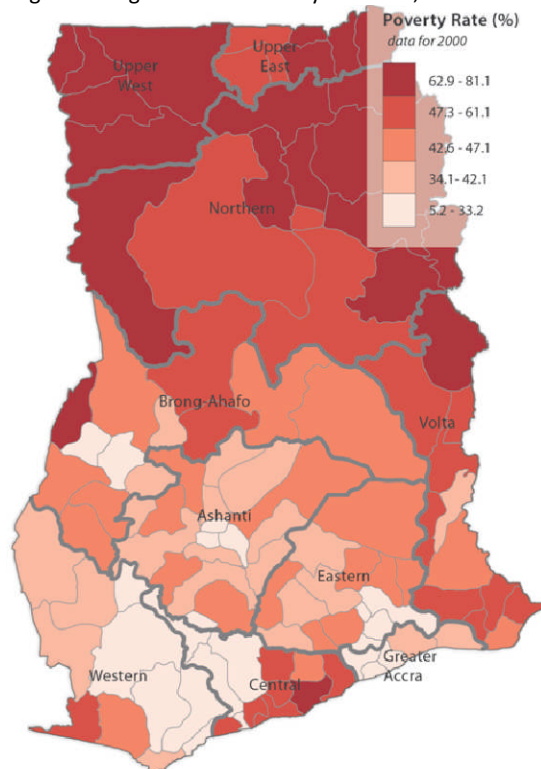 Poverty Rate (%)
data for 2000
62.9 - 81.1
47.3 - 61.1
42.6 - 47.1
34.1- 42.1
5.2 - 33.2
Upper
West
Upper
East
Northern
Brong-Ahafo
Volta
Ashanti
Eastern
Western
Central
Greater
Accra